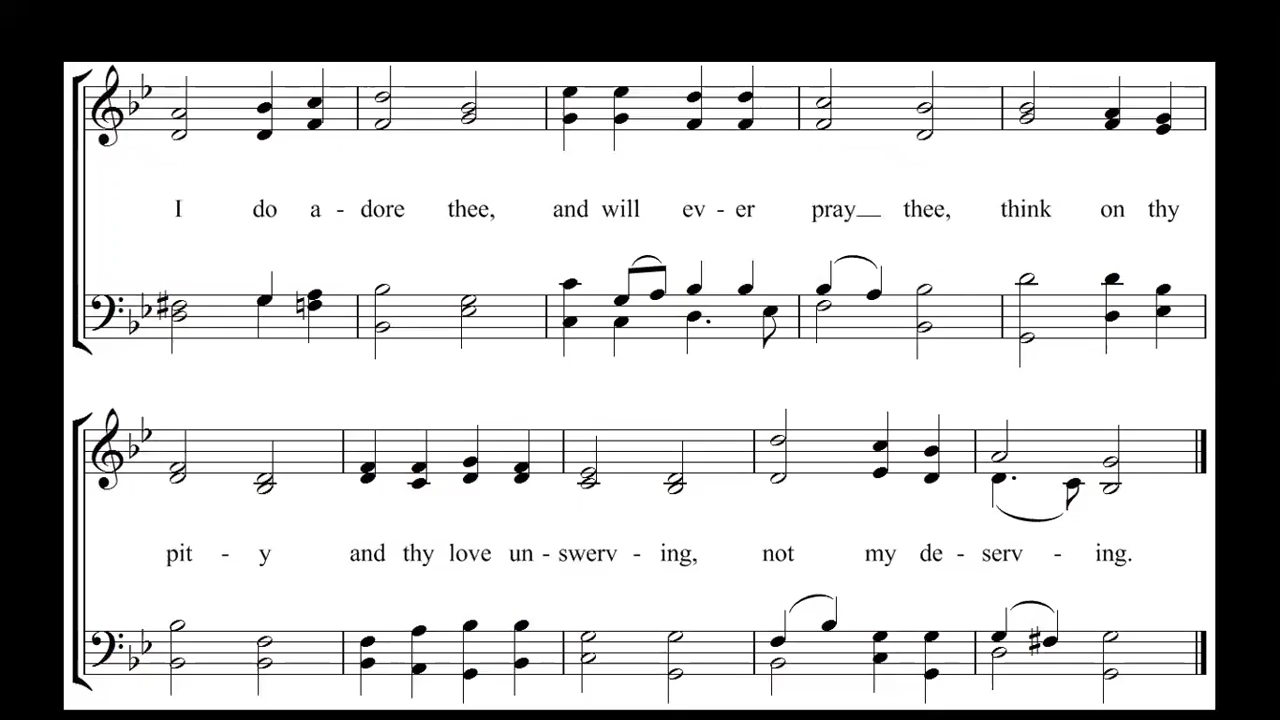 I do a - dore thee, and will ev - er pray__ thee, think on thy
pit - y and thy love un - swerv - ing, not my de - serv - ing.